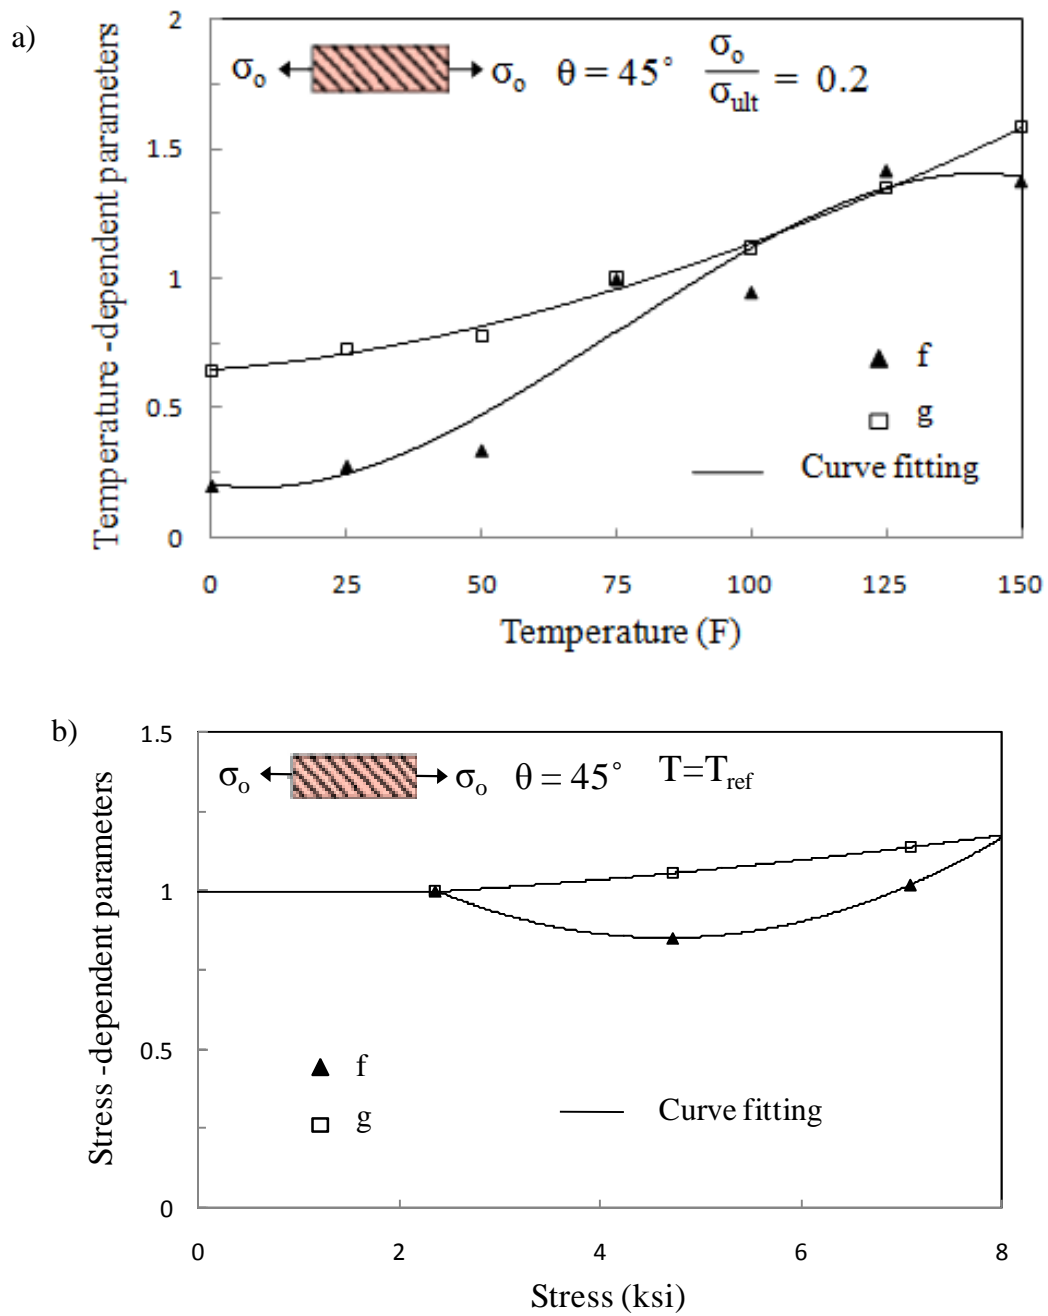 a)
Temperature -dependent parameters
2
1.5
1
0.5
0
σo σo θ = 45° σo/σult = 0.2
f
g
Curve fitting
0 25 50 75 100 125 150
Temperature (F)
b)
Stress -dependent parameters
1.5
1
0.5
0
σo σo θ = 45° T=Tref
f
g
Curve fitting
0 2 4 6 8
Stress (ksi)